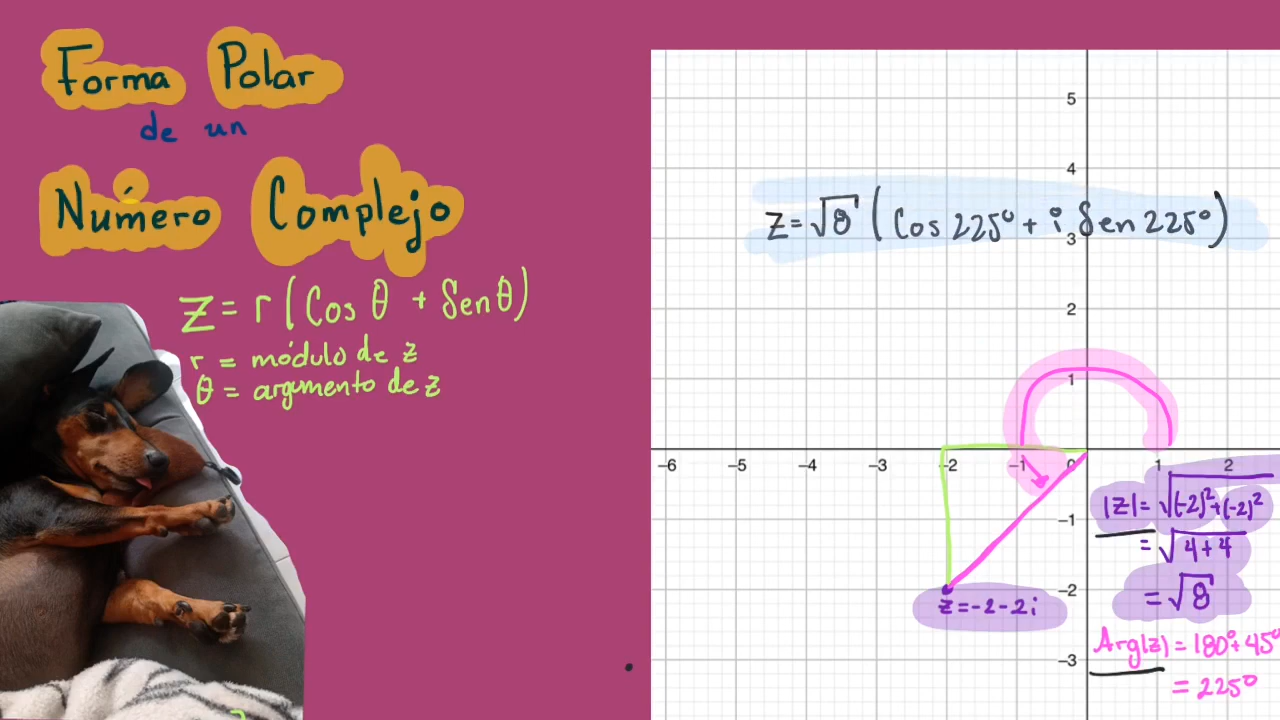 Forma Polar
de un
Número Complejo
z = r (Cos θ + Sen θ)
r = módulo de z
θ = argumento de z
5
4
z = √8 (Cos 225° + i Sen 225°)
3
2
1
-6 -5 -4 -3 -2 -1 0 1 2
|z| = √(-2)²+(-2)²
-1
= √4+4
-2
= √8
z = -2 - 2i
Arg(z) = 180°+45°
-3
= 225°